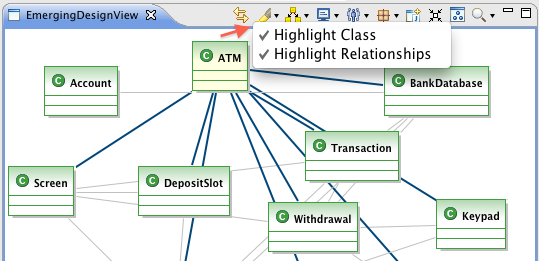 EmergingDesignView
Highlight Class
Highlight Relationships
C ATM
C Account
C BankDatabase
C Transaction
C Screen
C DepositSlot
C Withdrawal
C Keypad